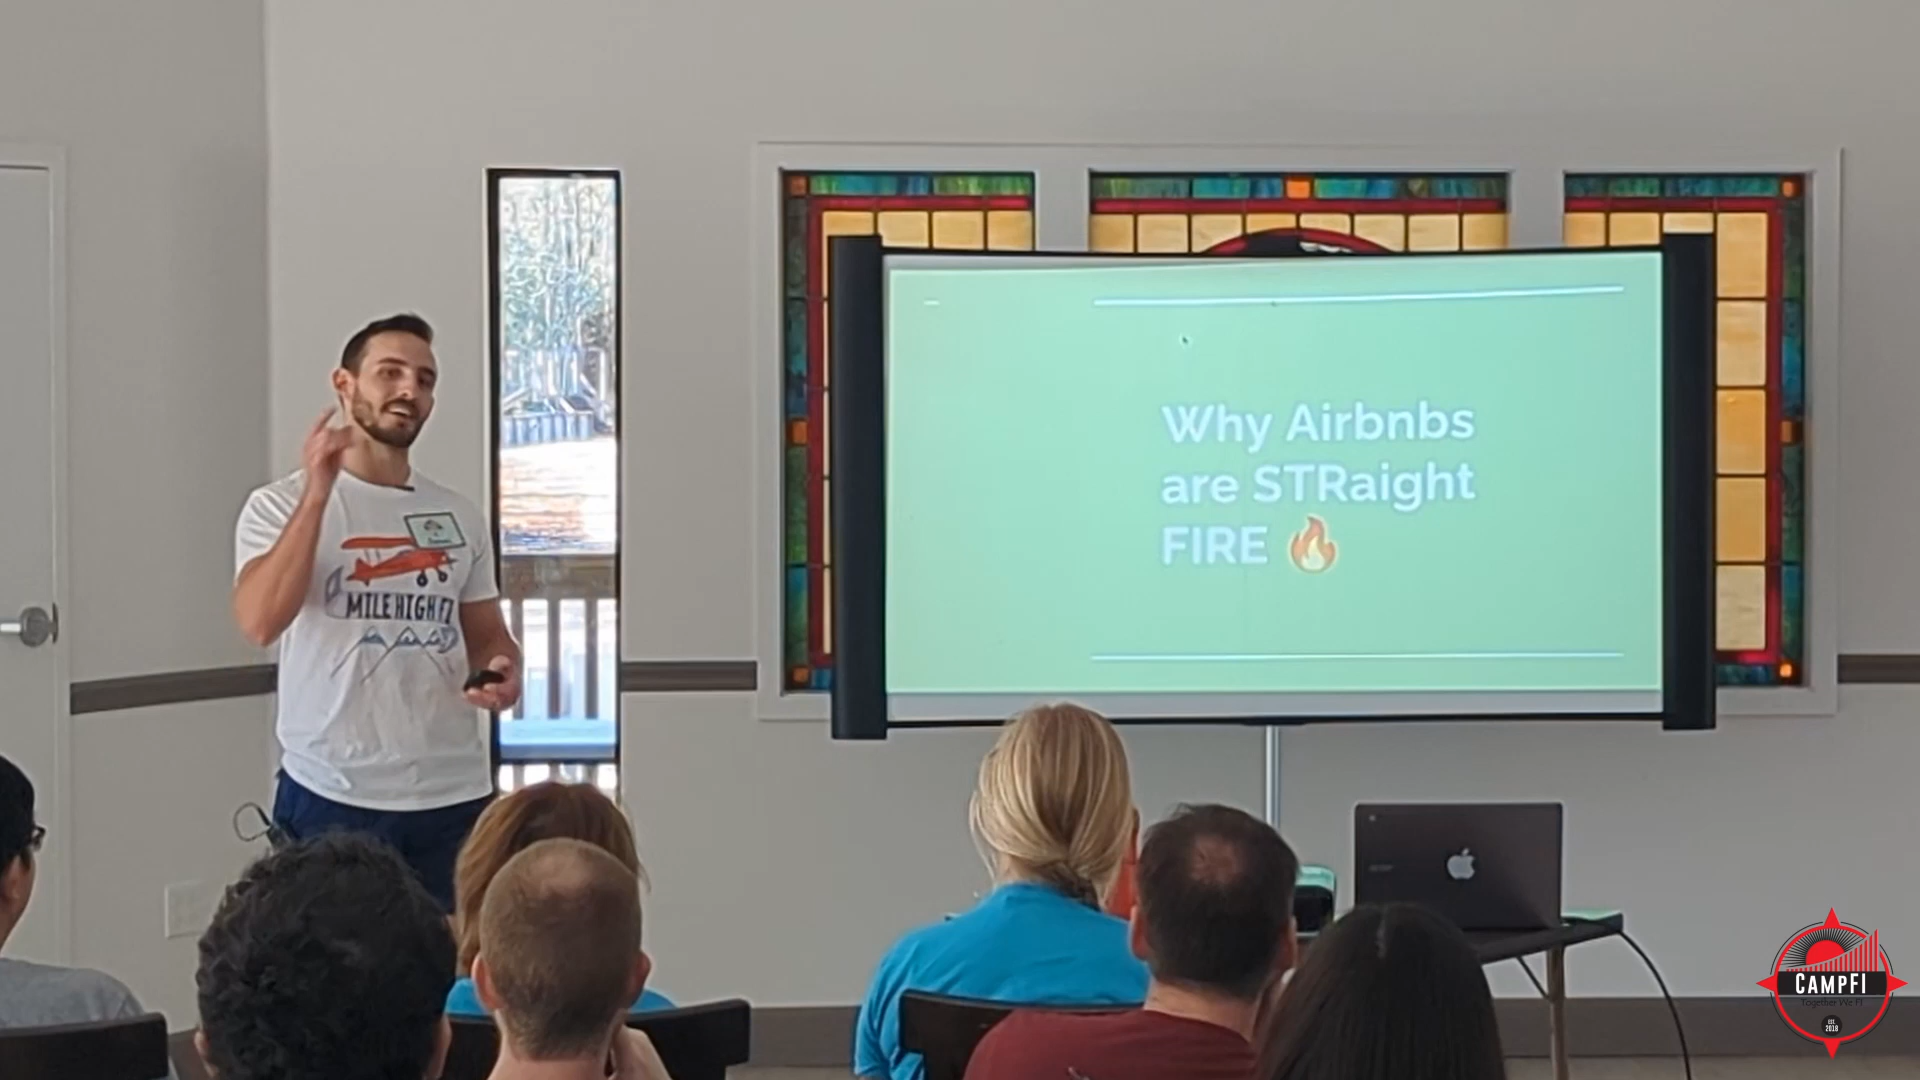 Why Airbnbs
are STRaight
FIRE 🔥
MILE HIGH FI
CAMPFI
Together We FI
EST.
2018